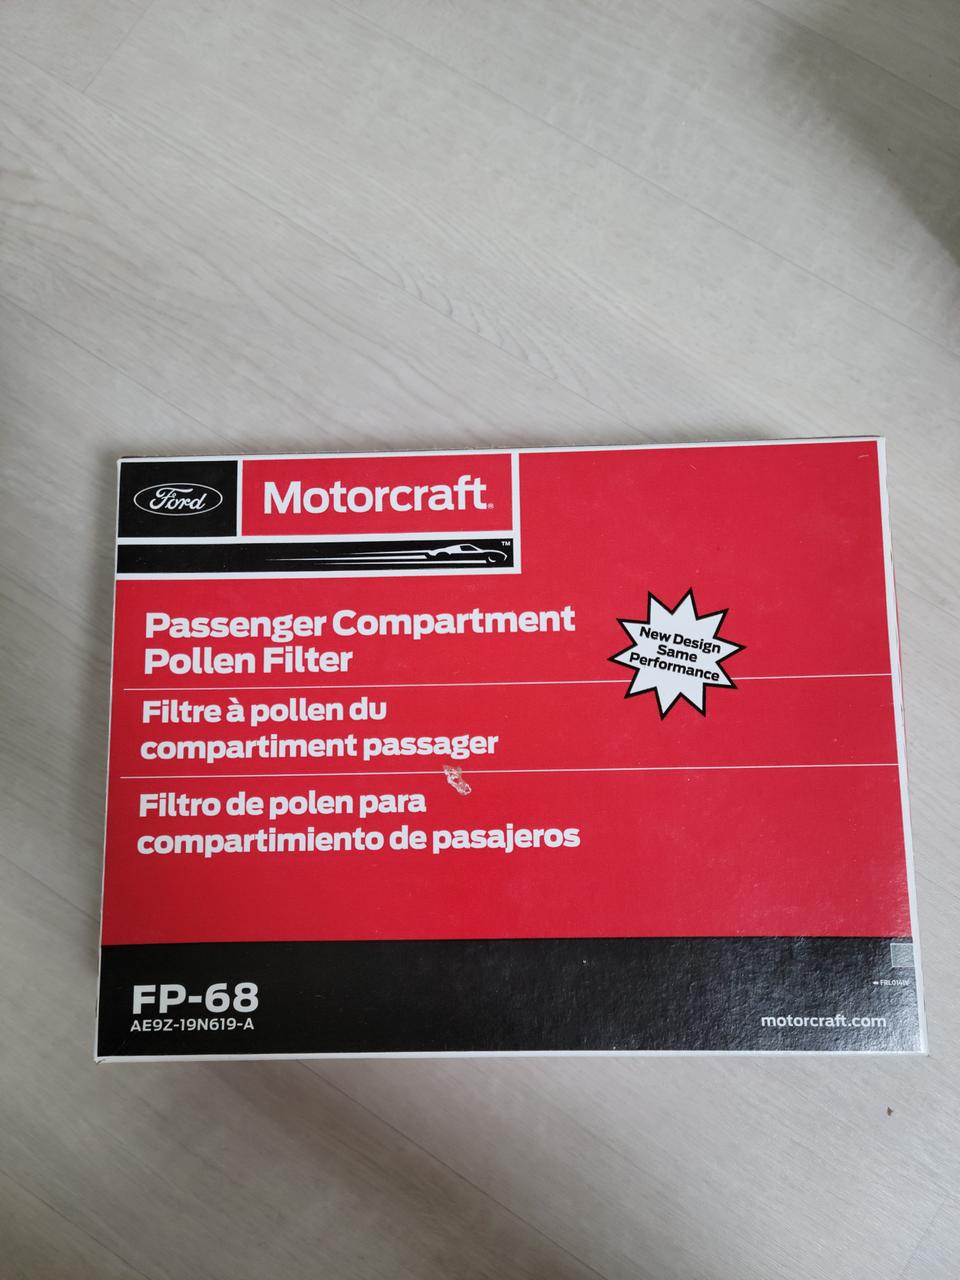 Ford
Motorcraft®
™
Passenger Compartment
Pollen Filter
New Design
Same
Performance
Filtre à pollen du
compartiment passager
Filtro de polen para
compartimiento de pasajeros
FP-68
AE9Z-19N619-A
motorcraft.com